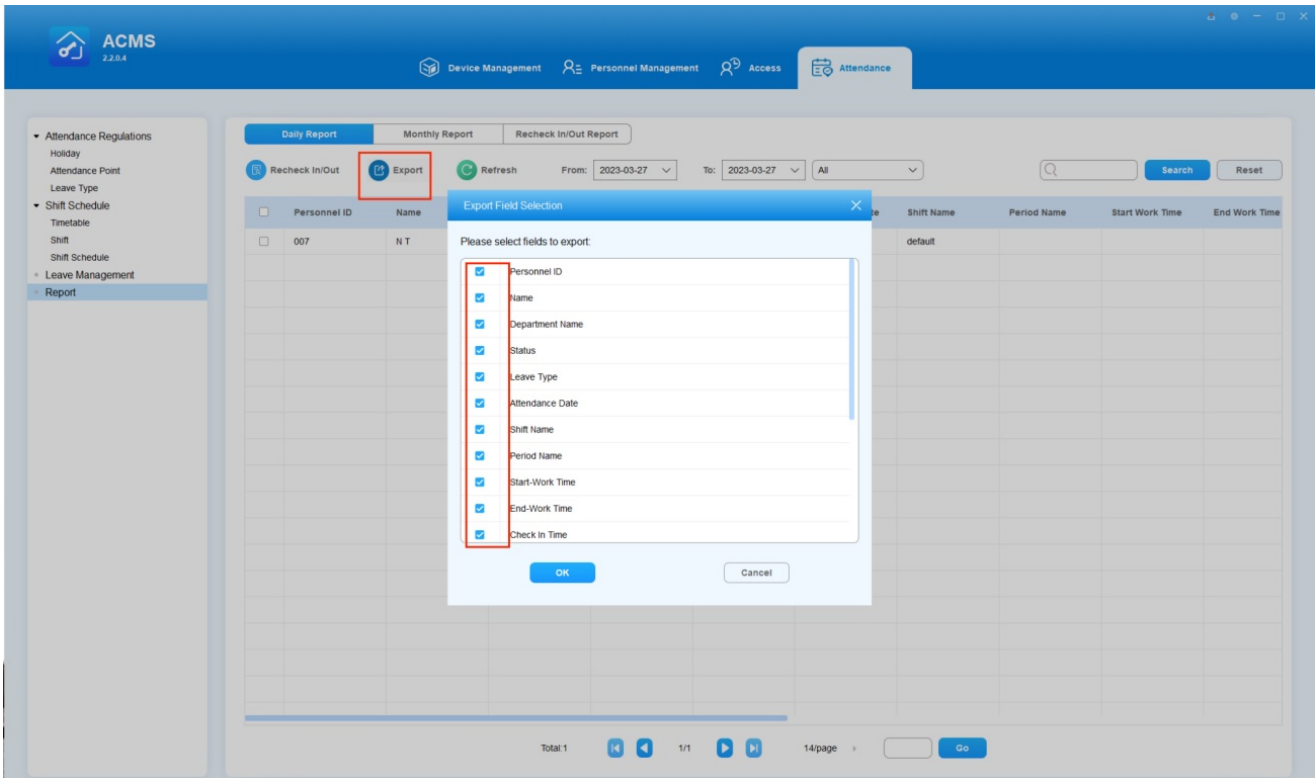 ACMS
2.2.0.4
Device Management Personnel Management Access Attendance
Attendance Regulations
Holiday
Attendance Point
Leave Type
Shift Schedule
Timetable
Shift
Shift Schedule
Leave Management
Report
Daily Report Monthly Report Recheck In/Out Report
Recheck In/Out Export Refresh From: 2023-03-27 To: 2023-03-27 All Search Reset
Personnel ID Name Shift Name Period Name Start Work Time End Work Time
007 N T default
Export Field Selection
Please select fields to export:
Personnel ID
Name
Department Name
Status
Leave Type
Attendance Date
Shift Name
Period Name
Start-Work Time
End-Work Time
Check In Time
OK Cancel
Total:1 1/1 14/page Go